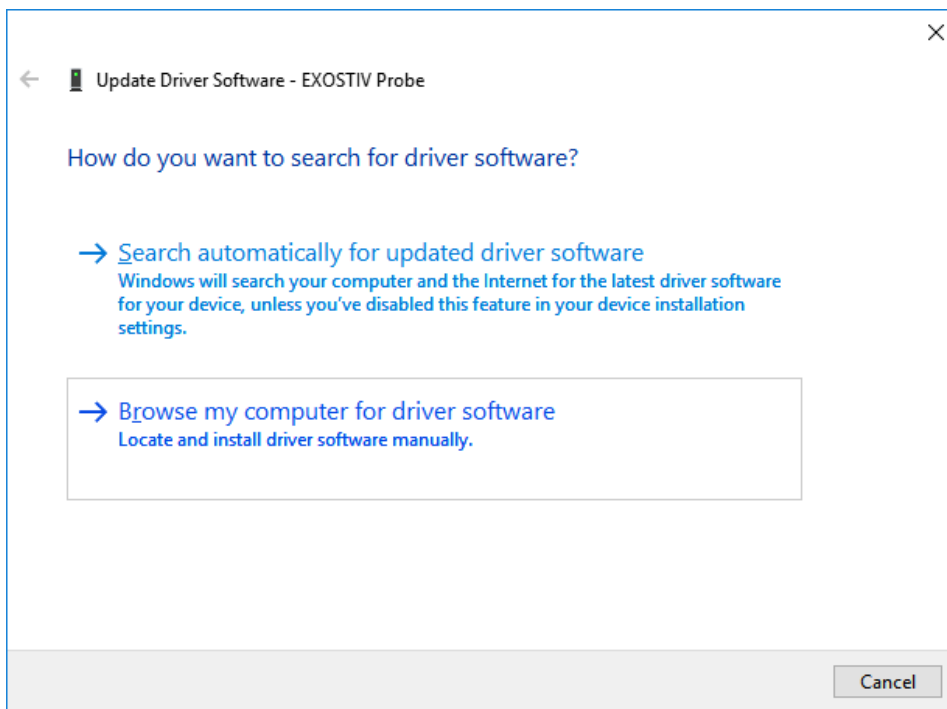 Update Driver Software - EXOSTIV Probe
How do you want to search for driver software?
Search automatically for updated driver software
Windows will search your computer and the Internet for the latest driver software
for your device, unless you've disabled this feature in your device installation
settings.
Browse my computer for driver software
Locate and install driver software manually.
Cancel